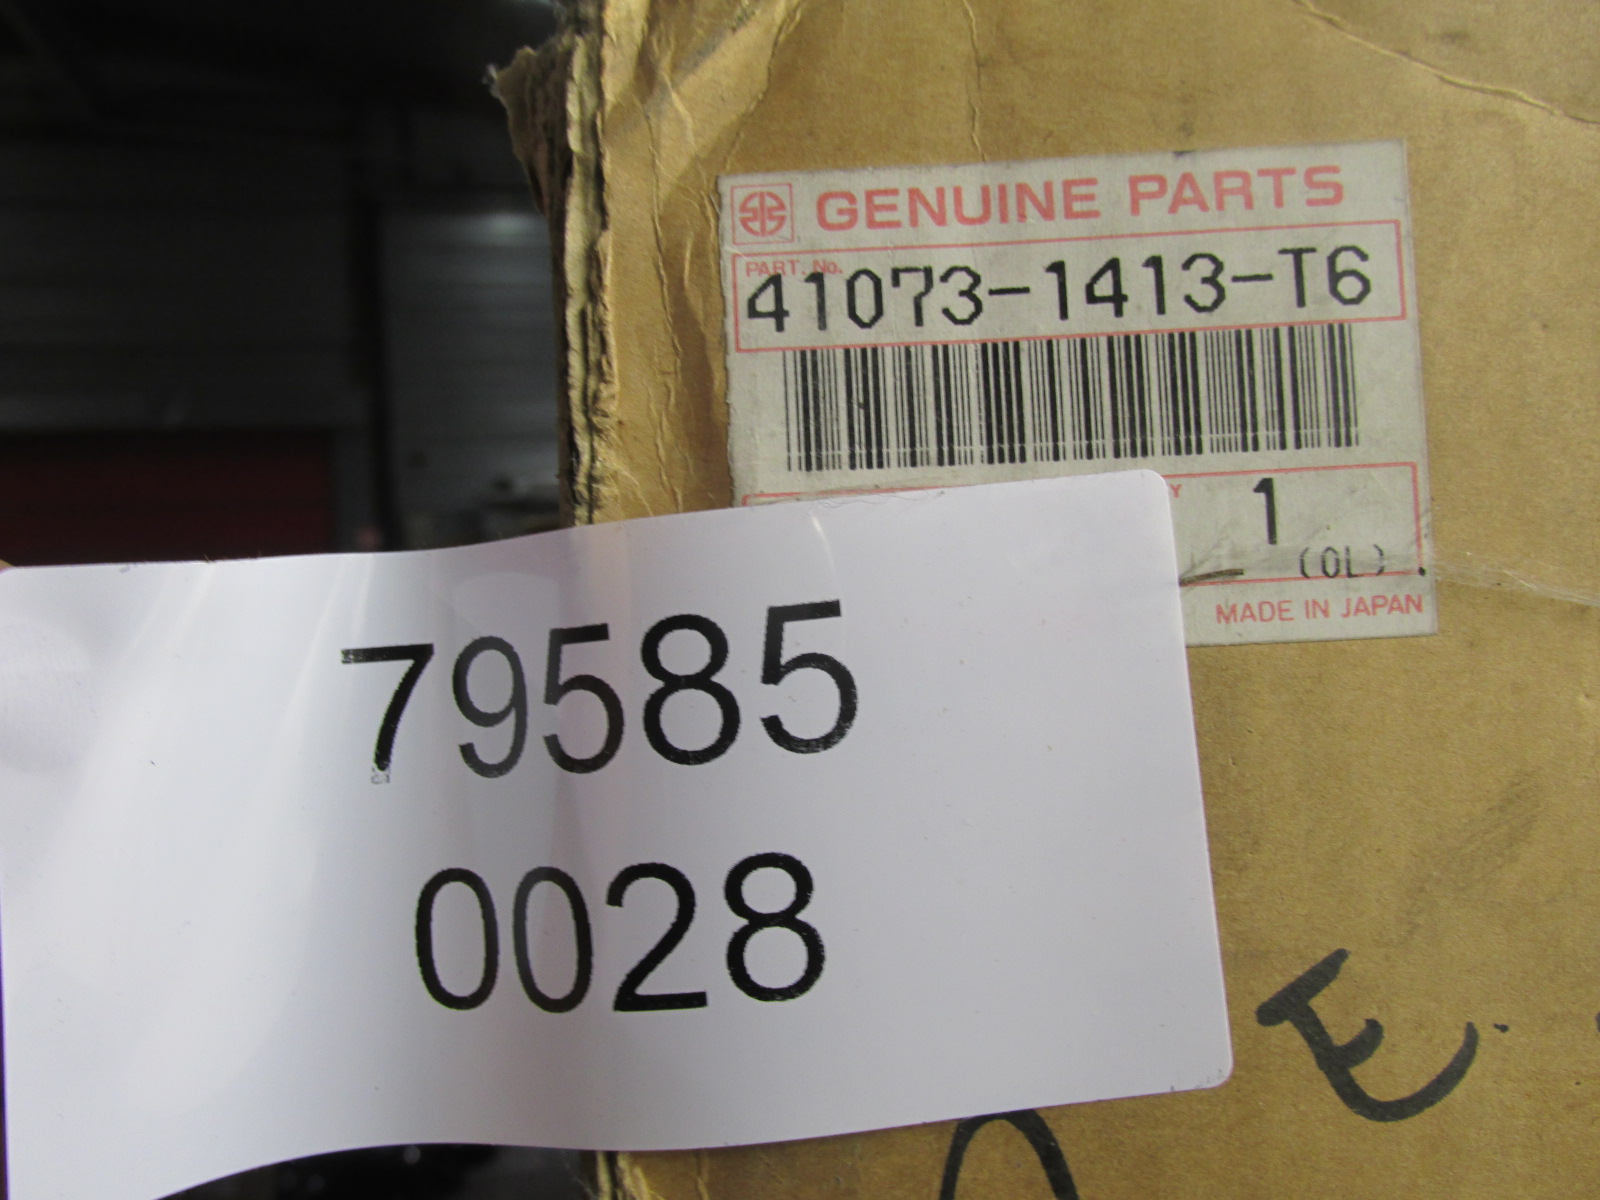 GENUINE PARTS
PART. No.
41073-1413-T6
Y
1
(OL)
MADE IN JAPAN
79585
0028
E